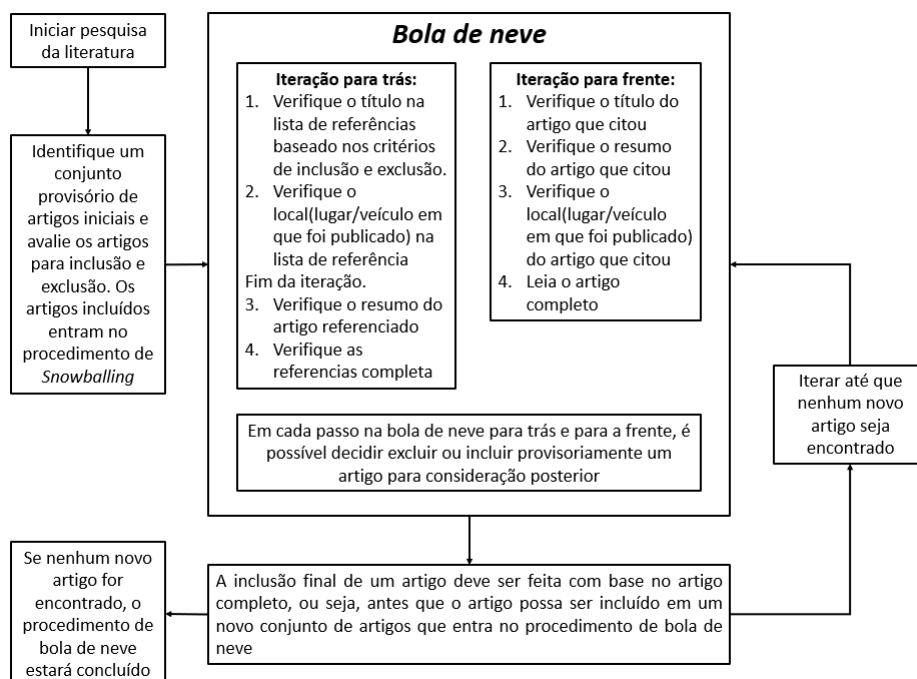 Iniciar pesquisa
da literatura
Identifique um
conjunto
provisório de
artigos iniciais e
avalie os artigos
para inclusão e
exclusão. Os
artigos incluídos
entram no
procedimento de
Snowballing
Bola de neve
Iteração para trás:
1. Verifique o título na
lista de referências
baseado nos critérios
de inclusão e exclusão.
2. Verifique o
local(lugar/veículo
em que foi publicado) na
lista de referência
Fim da iteração.
3. Verifique o resumo do
artigo referenciado
4. Verifique as
referencias completa
Iteração para frente:
1. Verifique o título do
artigo que citou
2. Verifique o resumo
do artigo que citou
3. Verifique o
local(lugar/veículo
em que foi publicado)
do artigo que citou
4. Leia o artigo
completo
Em cada passo na bola de neve para trás e para a frente, é
possível decidir excluir ou incluir provisoriamente um
artigo para consideração posterior
Iterar até que
nenhum novo
artigo seja
encontrado
A inclusão final de um artigo deve ser feita com base no artigo
completo, ou seja, antes que o artigo possa ser incluído em um
novo conjunto de artigos que entra no procedimento de bola de
neve
Se nenhum novo
artigo for
encontrado, o
procedimento de
bola de neve
estará concluído